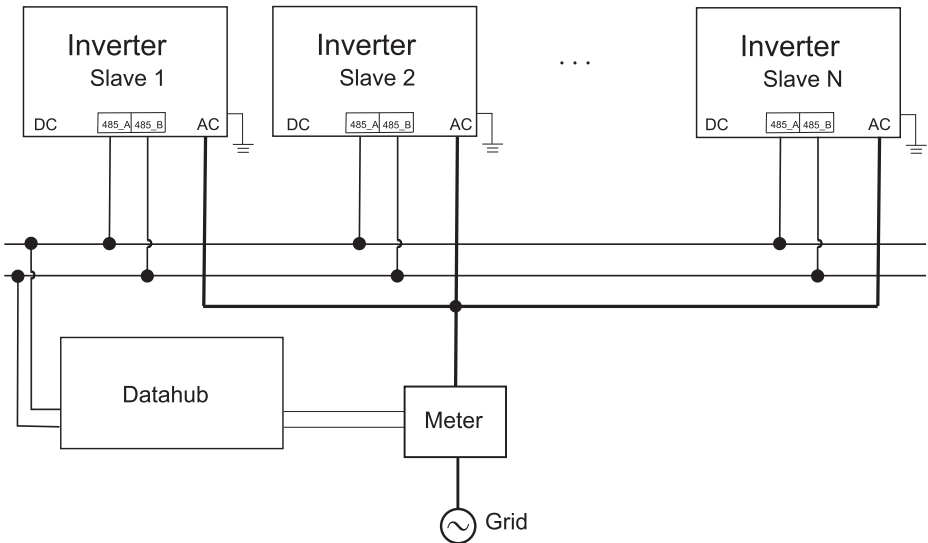 Inverter
Slave 1
DC
485_A
485_B
AC
Inverter
Slave 2
DC
485_A
485_B
AC
. . .
Inverter
Slave N
DC
485_A
485_B
AC
Datahub
Meter
Grid